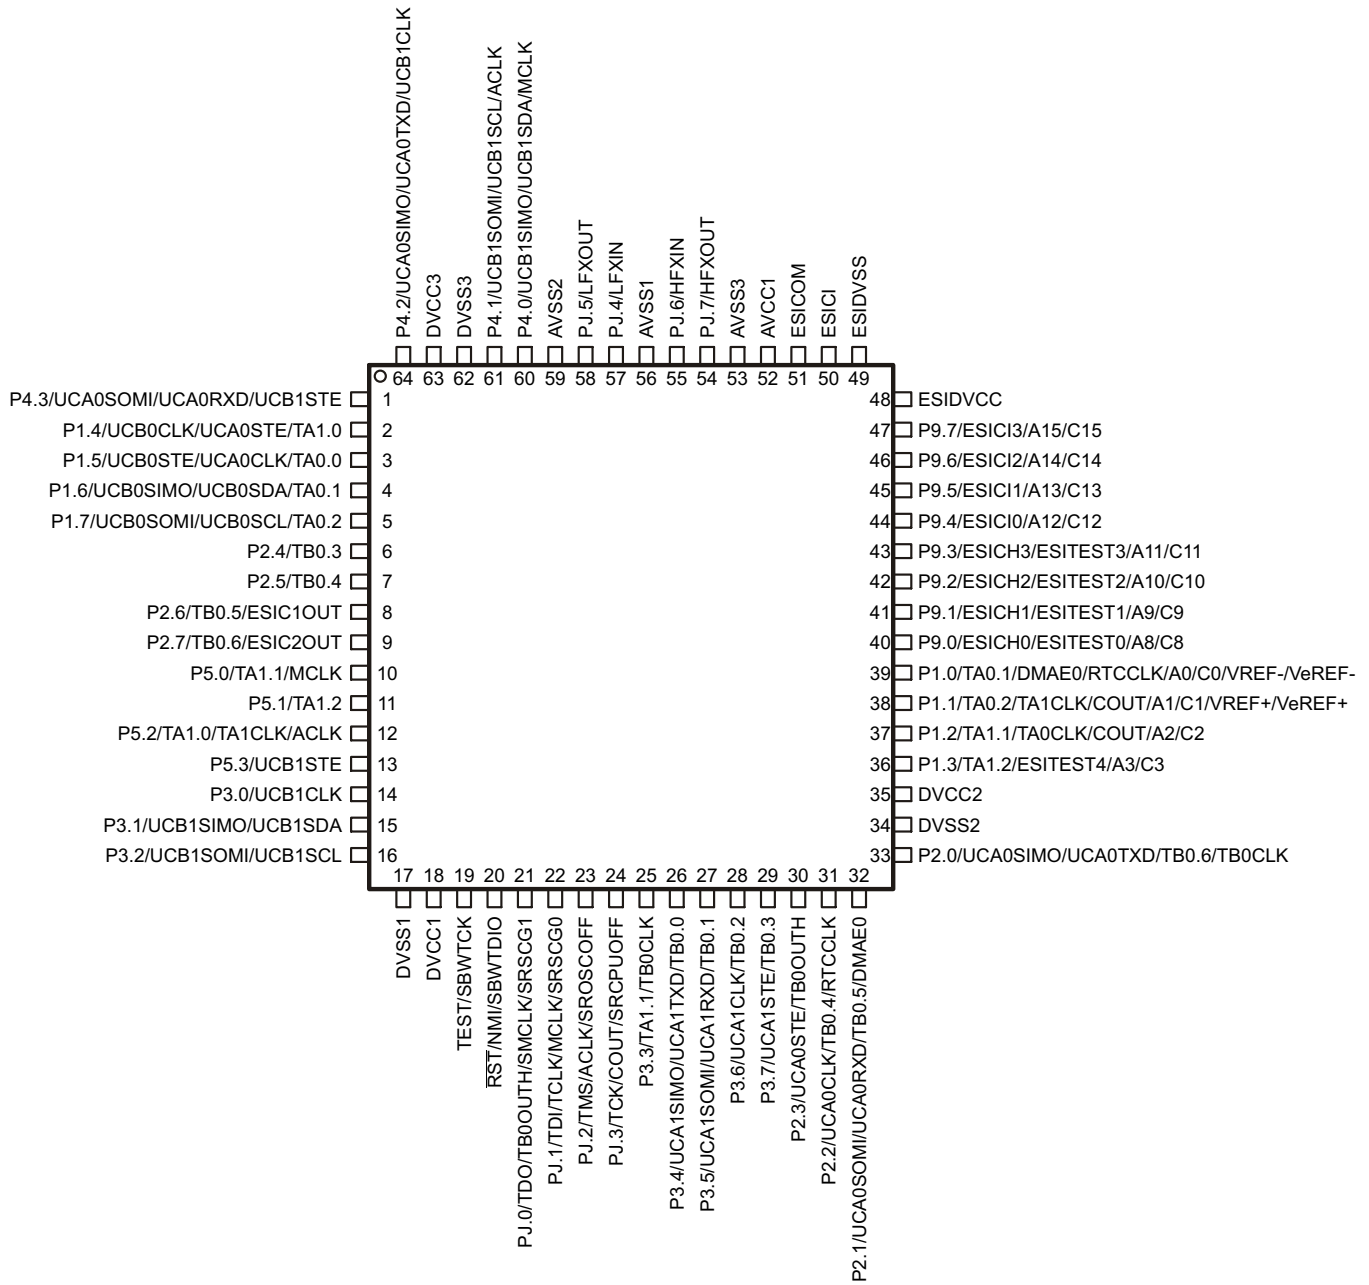 P4.2/UCA0SIMO/UCA0TXD/UCB1CLK
DVCC3
DVSS3
P4.1/UCB1SOMI/UCB1SCL/ACLK
P4.0/UCB1SIMO/UCB1SDA/MCLK
AVSS2
PJ.5/LFXOUT
PJ.4/LFXIN
AVSS1
PJ.6/HFXIN
PJ.7/HFXOUT
AVSS3
AVCC1
ESICOM
ESICI
ESIDVSS
64 63 62 61 60 59 58 57 56 55 54 53 52 51 50 49
P4.3/UCA0SOMI/UCA0RXD/UCB1STE 1
P1.4/UCB0CLK/UCA0STE/TA1.0 2
P1.5/UCB0STE/UCA0CLK/TA0.0 3
P1.6/UCB0SIMO/UCB0SDA/TA0.1 4
P1.7/UCB0SOMI/UCB0SCL/TA0.2 5
P2.4/TB0.3 6
P2.5/TB0.4 7
P2.6/TB0.5/ESIC1OUT 8
P2.7/TB0.6/ESIC2OUT 9
P5.0/TA1.1/MCLK 10
P5.1/TA1.2 11
P5.2/TA1.0/TA1CLK/ACLK 12
P5.3/UCB1STE 13
P3.0/UCB1CLK 14
P3.1/UCB1SIMO/UCB1SDA 15
P3.2/UCB1SOMI/UCB1SCL 16
48 ESIDVCC
47 P9.7/ESICI3/A15/C15
46 P9.6/ESICI2/A14/C14
45 P9.5/ESICI1/A13/C13
44 P9.4/ESICI0/A12/C12
43 P9.3/ESICH3/ESITEST3/A11/C11
42 P9.2/ESICH2/ESITEST2/A10/C10
41 P9.1/ESICH1/ESITEST1/A9/C9
40 P9.0/ESICH0/ESITEST0/A8/C8
39 P1.0/TA0.1/DMAE0/RTCCLK/A0/C0/VREF-/VeREF-
38 P1.1/TA0.2/TA1CLK/COUT/A1/C1/VREF+/VeREF+
37 P1.2/TA1.1/TA0CLK/COUT/A2/C2
36 P1.3/TA1.2/ESITEST4/A3/C3
35 DVCC2
34 DVSS2
33 P2.0/UCA0SIMO/UCA0TXD/TB0.6/TB0CLK
17 18 19 20 21 22 23 24 25 26 27 28 29 30 31 32
DVSS1
DVCC1
TEST/SBWTCK
RST/NMI/SBWTDIO
PJ.0/TDO/TB0OUTH/SMCLK/SRSCG1
PJ.1/TDI/TCLK/MCLK/SRSCG0
PJ.2/TMS/ACLK/SROSCOFF
PJ.3/TCK/COUT/SRCPUOFF
P3.3/TA1.1/TB0CLK
P3.4/UCA1SIMO/UCA1TXD/TB0.0
P3.5/UCA1SOMI/UCA1RXD/TB0.1
P3.6/UCA1CLK/TB0.2
P3.7/UCA1STE/TB0.3
P2.3/UCA0STE/TB0OUTH
P2.2/UCA0CLK/TB0.4/RTCCLK
P2.1/UCA0SOMI/UCA0RXD/TB0.5/DMAE0